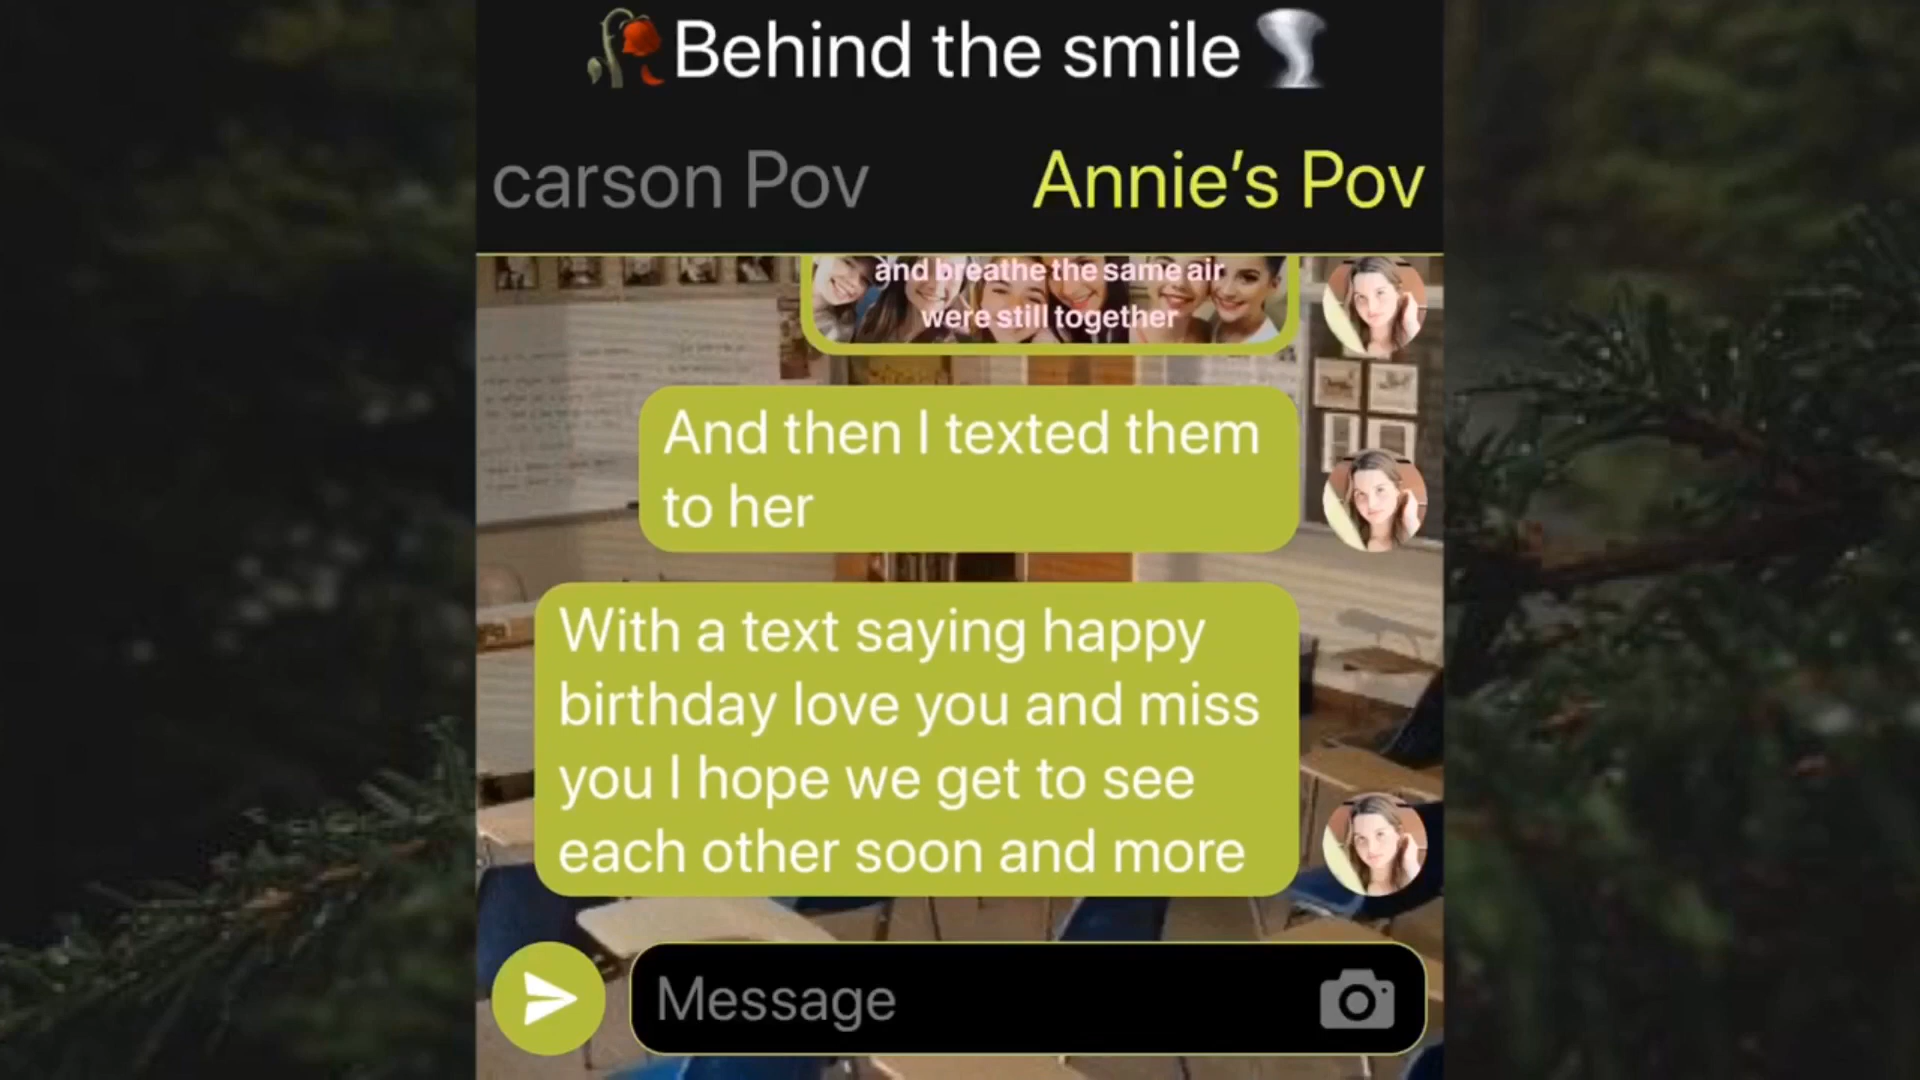 Behind the smile
carson Pov
Annie’s Pov
and breathe the same air
were still together
And then I texted them
to her
With a text saying happy
birthday love you and miss
you I hope we get to see
each other soon and more
Message